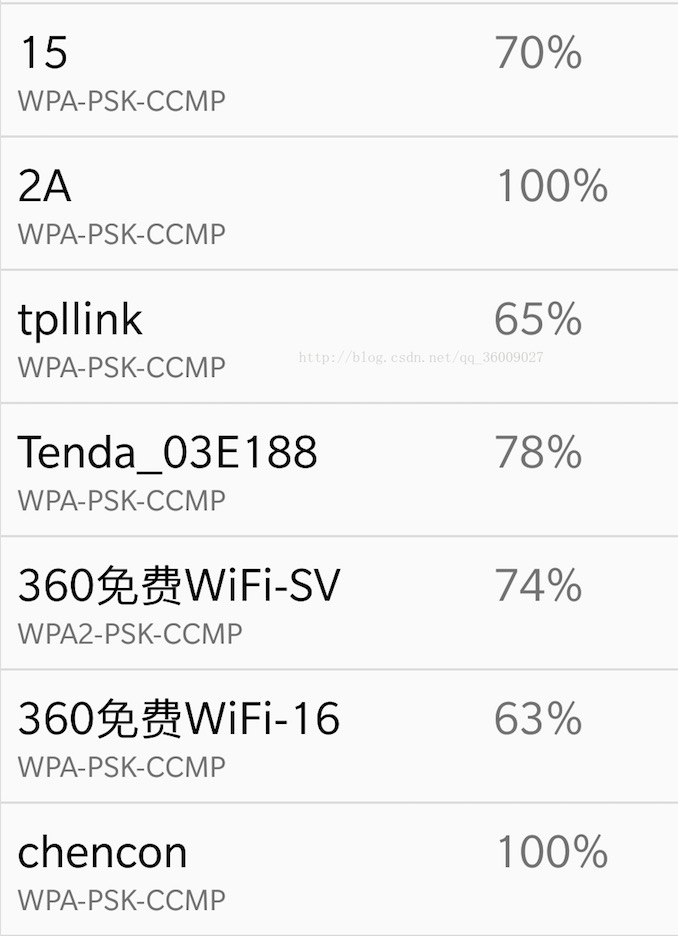 15 70%
WPA-PSK-CCMP
2A 100%
WPA-PSK-CCMP
tpllink 65%
http://blog.csdn.net/qq_36009027
WPA-PSK-CCMP
Tenda_03E188 78%
WPA-PSK-CCMP
360免费WiFi-SV 74%
WPA2-PSK-CCMP
360免费WiFi-16 63%
WPA-PSK-CCMP
chencon 100%
WPA-PSK-CCMP